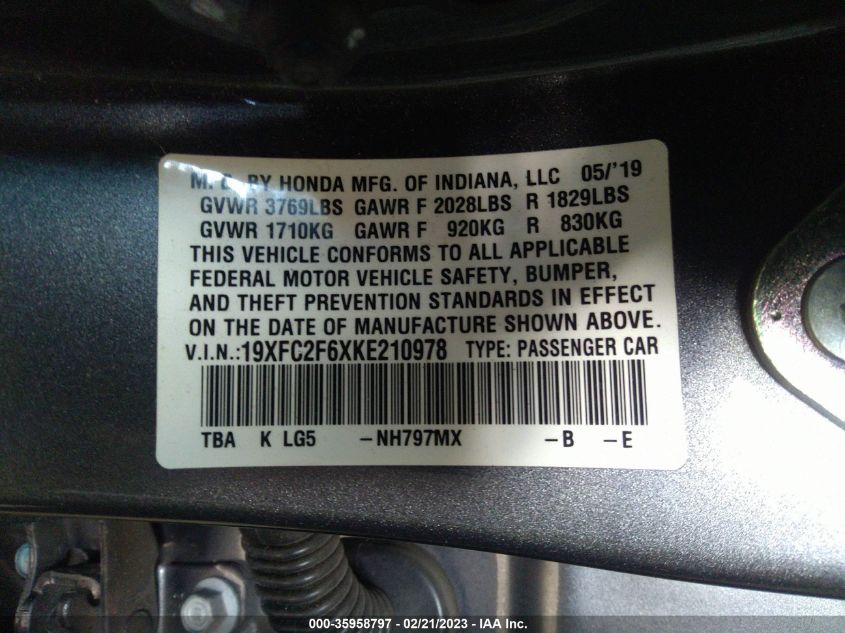 BY HONDA MFG. OF INDIANA, LLC 05/'19
GVWR 3769LBS GAWR F 2028LBS R 1829LBS
GVWR 1710KG GAWR F 920KG R 830KG
THIS VEHICLE CONFORMS TO ALL APPLICABLE
FEDERAL MOTOR VEHICLE SAFETY, BUMPER,
AND THEFT PREVENTION STANDARDS IN EFFECT
ON THE DATE OF MANUFACTURE SHOWN ABOVE.
V.I.N.:19XFC2F6XKE210978 TYPE: PASSENGER CAR
TBA K LG5 -NH797MX -B -E
000-35958797 - 02/21/2023 - IAA Inc.